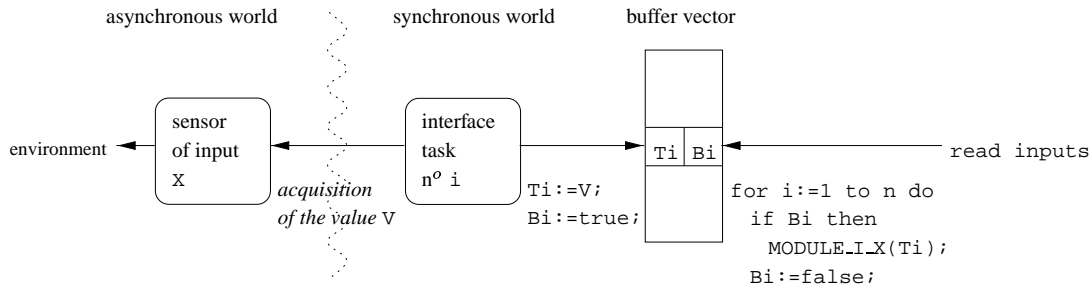 asynchronous world
synchronous world
buffer vector
environment
sensor
of input
X
acquisition
of the value V
interface
task
nº i
Ti:=V;
Bi:=true;
Ti
Bi
read inputs
for i:=1 to n do
if Bi then
MODULE_I_X(Ti);
Bi:=false;